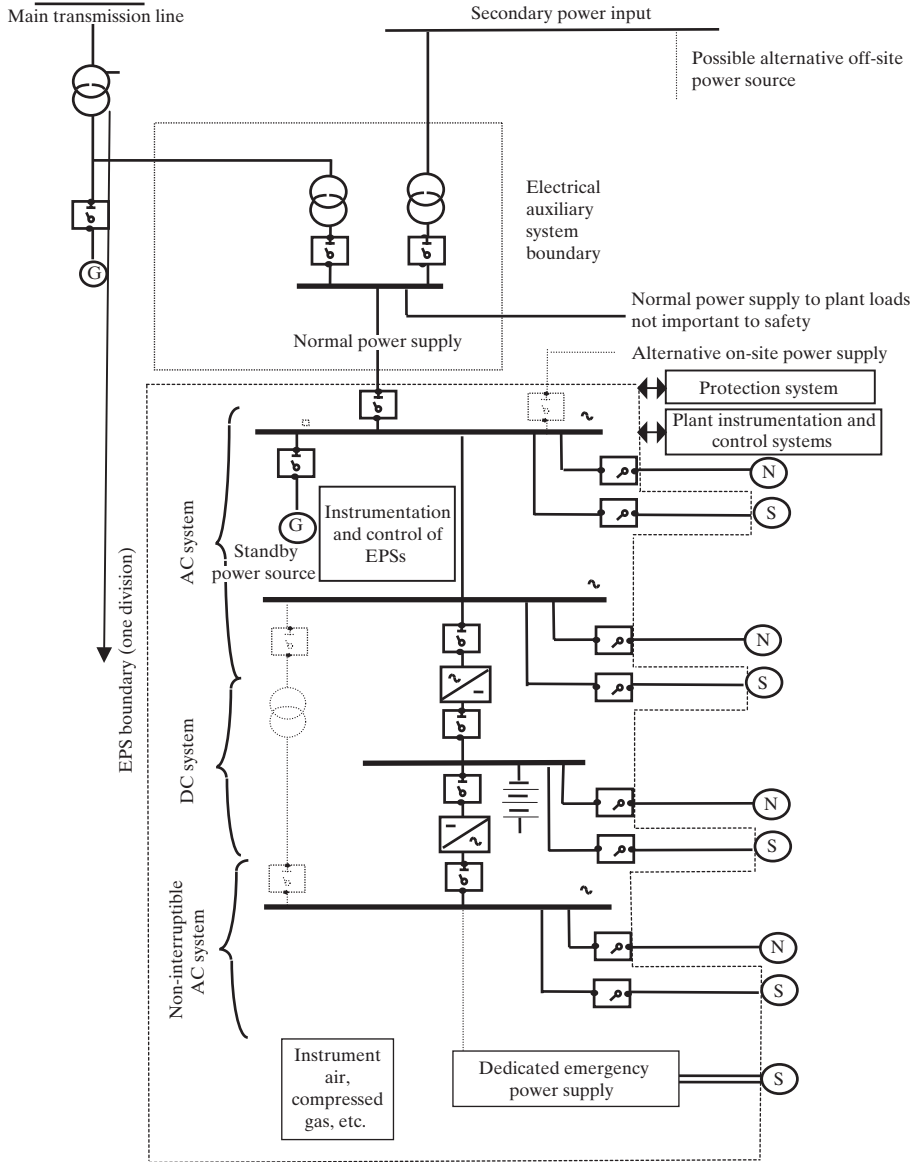 Main transmission line
Secondary power input
Possible alternative off-site
power source
Electrical
auxiliary
system
boundary
G
Normal power supply to plant loads
not important to safety
Normal power supply
Alternative on-site power supply
Protection system
Plant instrumentation and
control systems
N
S
G
Standby
power source
Instrumentation
and control of
EPSs
AC system
EPS boundary (one division)
N
S
DC system
N
S
Non-interruptible
AC system
N
S
Instrument
air,
compressed
gas, etc.
Dedicated emergency
power supply
S